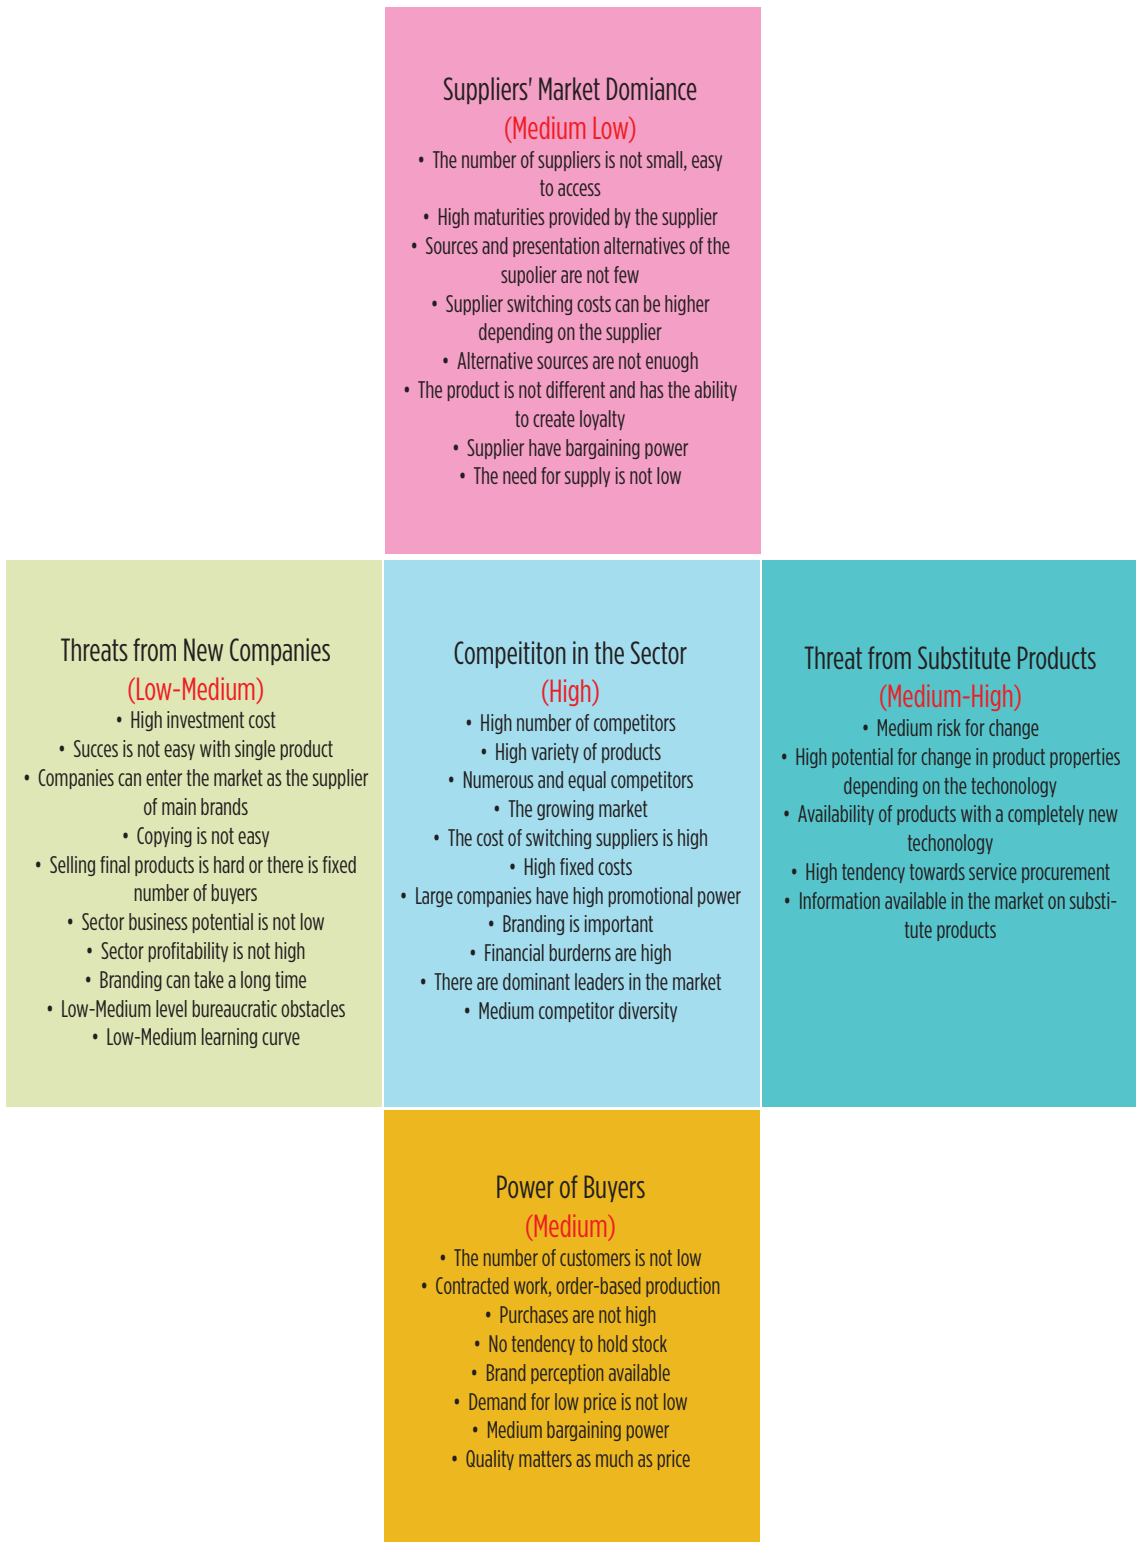 Suppliers' Market Domiance
(Medium Low)
• The number of suppliers is not small, easy
to access
• High maturities provided by the supplier
• Sources and presentation alternatives of the
supolier are not few
• Supplier switching costs can be higher
depending on the supplier
• Alternative sources are not enuogh
• The product is not different and has the ability
to create loyalty
• Supplier have bargaining power
• The need for supply is not low
Threats from New Companies
(Low-Medium)
• High investment cost
• Succes is not easy with single product
• Companies can enter the market as the supplier
of main brands
• Copying is not easy
• Selling final products is hard or there is fixed
number of buyers
• Sector business potential is not low
• Sector profitability is not high
• Branding can take a long time
• Low-Medium level bureaucratic obstacles
• Low-Medium learning curve
Compeititon in the Sector
(High)
• High number of competitors
• High variety of products
• Numerous and equal competitors
• The growing market
• The cost of switching suppliers is high
• High fixed costs
• Large companies have high promotional power
• Branding is important
• Financial burderns are high
• There are dominant leaders in the market
• Medium competitor diversity
Threat from Substitute Products
(Medium-High)
• Medium risk for change
• High potential for change in product properties
depending on the techonology
• Availability of products with a completely new
techonology
• High tendency towards service procurement
• Information available in the market on substi-
tute products
Power of Buyers
(Medium)
• The number of customers is not low
• Contracted work, order-based production
• Purchases are not high
• No tendency to hold stock
• Brand perception available
• Demand for low price is not low
• Medium bargaining power
• Quality matters as much as price